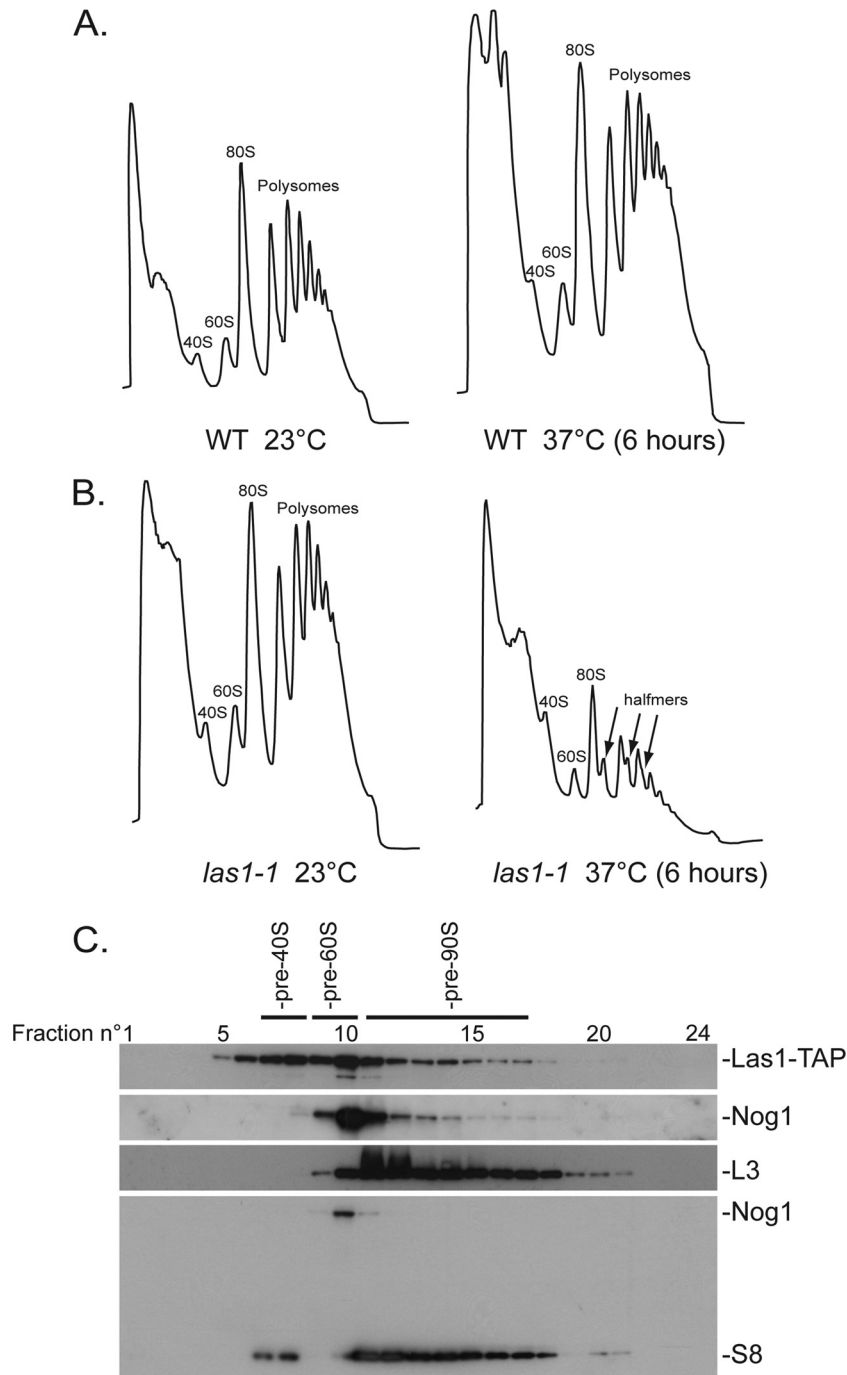 A.
80S
Polysomes
60S
40S
WT 23°C
80S
Polysomes
60S
40S
WT 37°C (6 hours)
B.
80S
Polysomes
60S
40S
las1-1 23°C
80S
halfmers
40S
60S
las1-1 37°C (6 hours)
C.
-pre-40S
-pre-60S
-pre-90S
Fraction n°1 5 10 15 20 24
-Las1-TAP
-Nog1
-L3
-Nog1
-S8